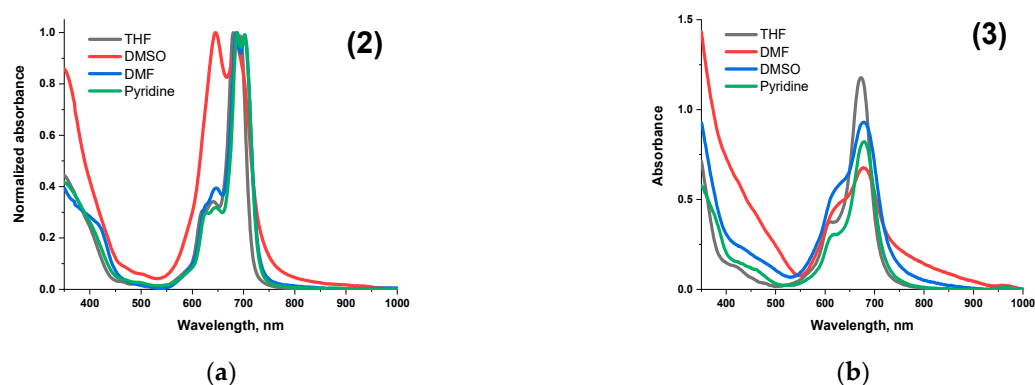 (2)
THF
DMSO
DMF
Pyridine
Normalized absorbance
1.0
0.8
0.6
0.4
0.2
0.0
400 500 600 700 800 900 1000
Wavelength, nm
(a)
(3)
THF
DMF
DMSO
Pyridine
Absorbance
1.5
1.0
0.5
0.0
400 500 600 700 800 900 1000
Wavelength, nm
(b)